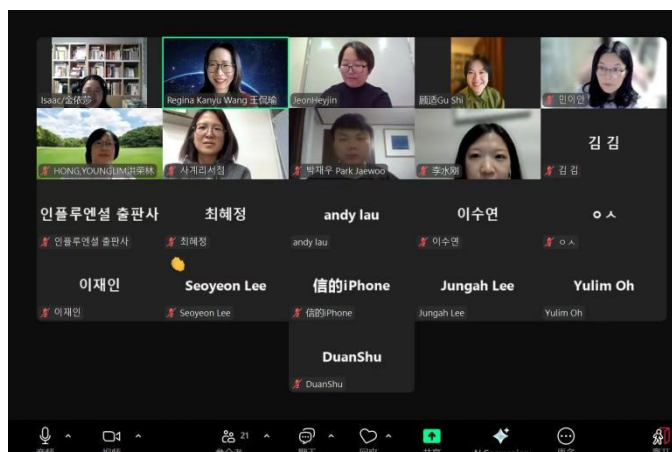 Isaac/金依莎
Regina Kanyu Wang 王侃瑜
JeonHeyjin
顾适Gu Shi
민이안
HONG,YOUNGLIM洪荣林
사계리서점
박재우 Park Jaewoo
李水刚
김 김
김 김
인플루엔셜 출판사
인플루엔셜 출판사
최혜정
최혜정
andy lau
andy lau
이수연
이수연
ㅇㅅ
ㅇㅅ
이재인
이재인
Seoyeon Lee
Seoyeon Lee
信的iPhone
信的iPhone
Jungah Lee
Jungah Lee
Yulim Oh
Yulim Oh
DuanShu
DuanShu
21